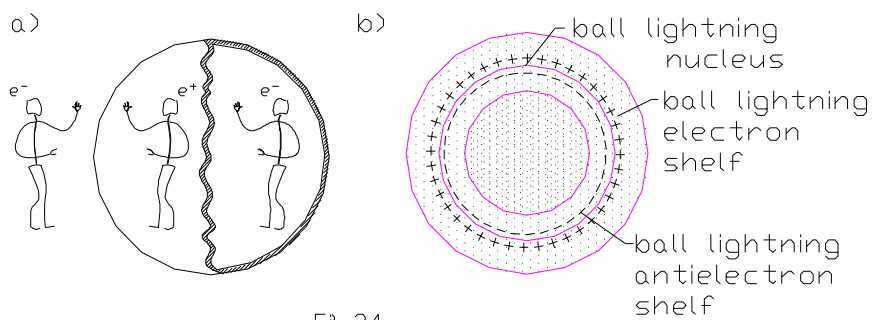 a)
b)
e⁻
e⁺
e⁻
ball lightning
nucleus
ball lightning
electron
shelf
ball lightning
antielectron
shelf